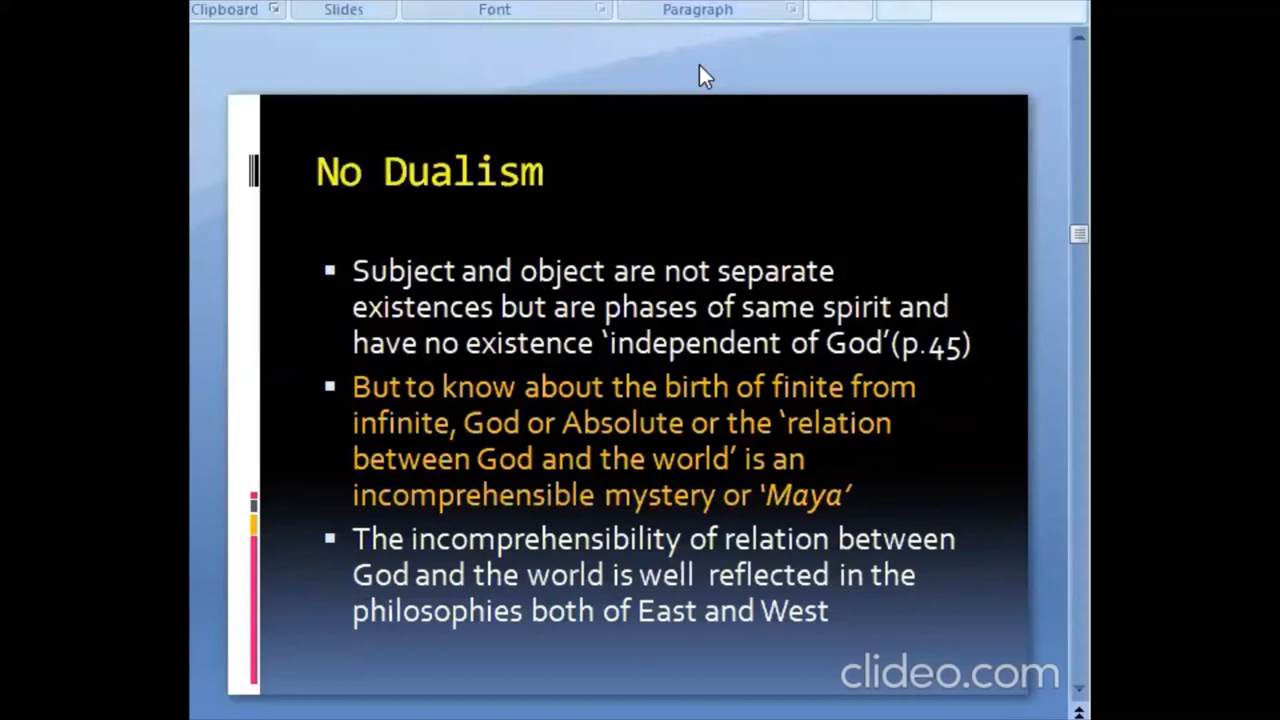 Clipboard Slides Font Paragraph
No Dualism
Subject and object are not separate
existences but are phases of same spirit and
have no existence ‘independent of God’(p.45)
But to know about the birth of finite from
infinite, God or Absolute or the ‘relation
between God and the world’ is an
incomprehensible mystery or ‘Maya’
The incomprehensibility of relation between
God and the world is well reflected in the
philosophies both of East and West
clideo.com